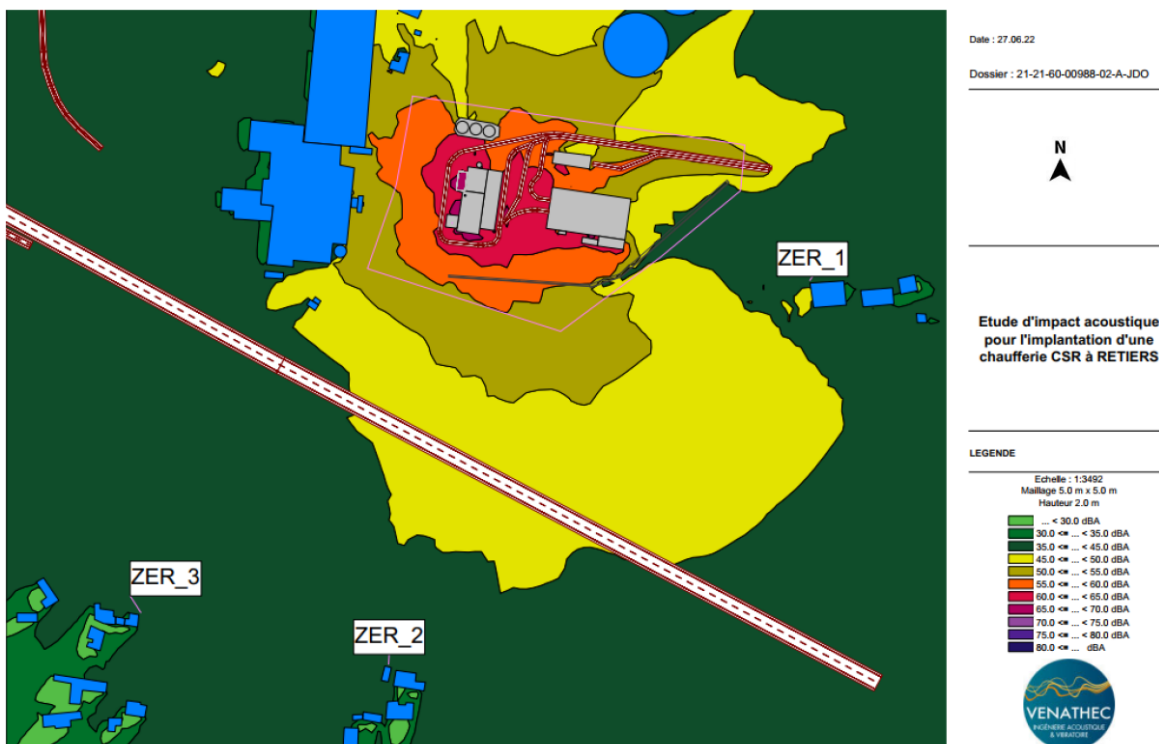 Date : 27.06.22
Dossier : 21-21-60-00988-02-A-JDO
N
ZER_1
Etude d'impact acoustique
pour l'implantation d'une
chaufferie CSR à RETIERS
LEGENDE
Echelle : 1:3492
Maillage 5.0 m x 5.0 m
Hauteur 2.0 m
... < 30.0 dBA
30.0 <= ... < 35.0 dBA
35.0 <= ... < 45.0 dBA
45.0 <= ... < 50.0 dBA
50.0 <= ... < 55.0 dBA
55.0 <= ... < 60.0 dBA
60.0 <= ... < 65.0 dBA
65.0 <= ... < 70.0 dBA
70.0 <= ... < 75.0 dBA
75.0 <= ... < 80.0 dBA
80.0 <= ... dBA
ZER_3
ZER_2
VENATHEC
INGÉNIERIE ACOUSTIQUE
& VIBRATOIRE